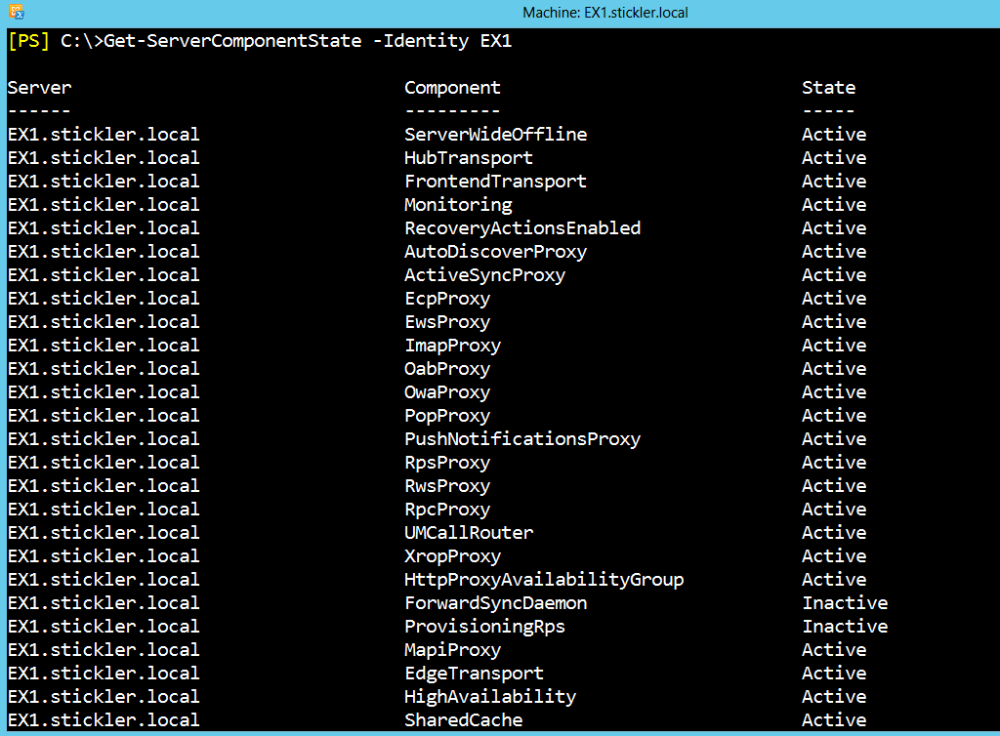 Machine: EX1.stickler.local
[PS] C:\>Get-ServerComponentState -Identity EX1
Server Component State
------ --------- -----
EX1.stickler.local ServerWideOffline Active
EX1.stickler.local HubTransport Active
EX1.stickler.local FrontendTransport Active
EX1.stickler.local Monitoring Active
EX1.stickler.local RecoveryActionsEnabled Active
EX1.stickler.local AutoDiscoverProxy Active
EX1.stickler.local ActiveSyncProxy Active
EX1.stickler.local EcpProxy Active
EX1.stickler.local EwsProxy Active
EX1.stickler.local ImapProxy Active
EX1.stickler.local OabProxy Active
EX1.stickler.local OwaProxy Active
EX1.stickler.local PopProxy Active
EX1.stickler.local PushNotificationsProxy Active
EX1.stickler.local RpsProxy Active
EX1.stickler.local RwsProxy Active
EX1.stickler.local RpcProxy Active
EX1.stickler.local UMCallRouter Active
EX1.stickler.local XropProxy Active
EX1.stickler.local HttpProxyAvailabilityGroup Active
EX1.stickler.local ForwardSyncDaemon Inactive
EX1.stickler.local ProvisioningRps Inactive
EX1.stickler.local MapiProxy Active
EX1.stickler.local EdgeTransport Active
EX1.stickler.local HighAvailability Active
EX1.stickler.local SharedCache Active